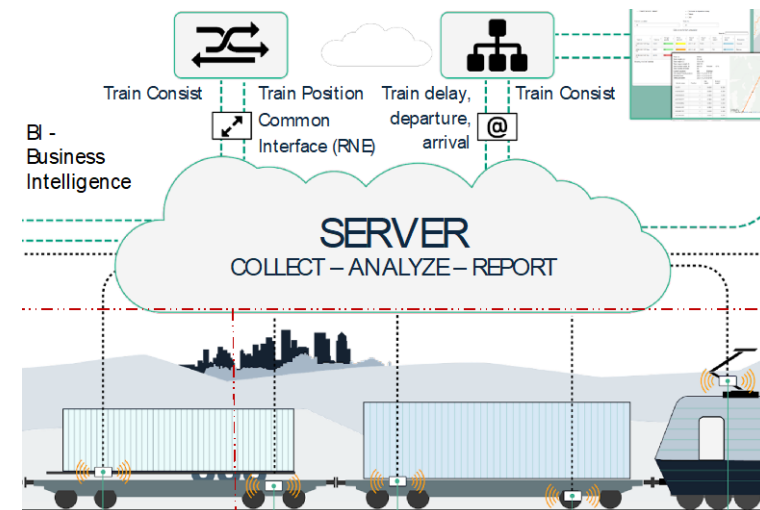 Train Consist
Train Position
Train delay,
departure,
arrival
Train Consist
Common
Interface (RNE)
@
BI -
Business
Intelligence
SERVER
COLLECT – ANALYZE – REPORT